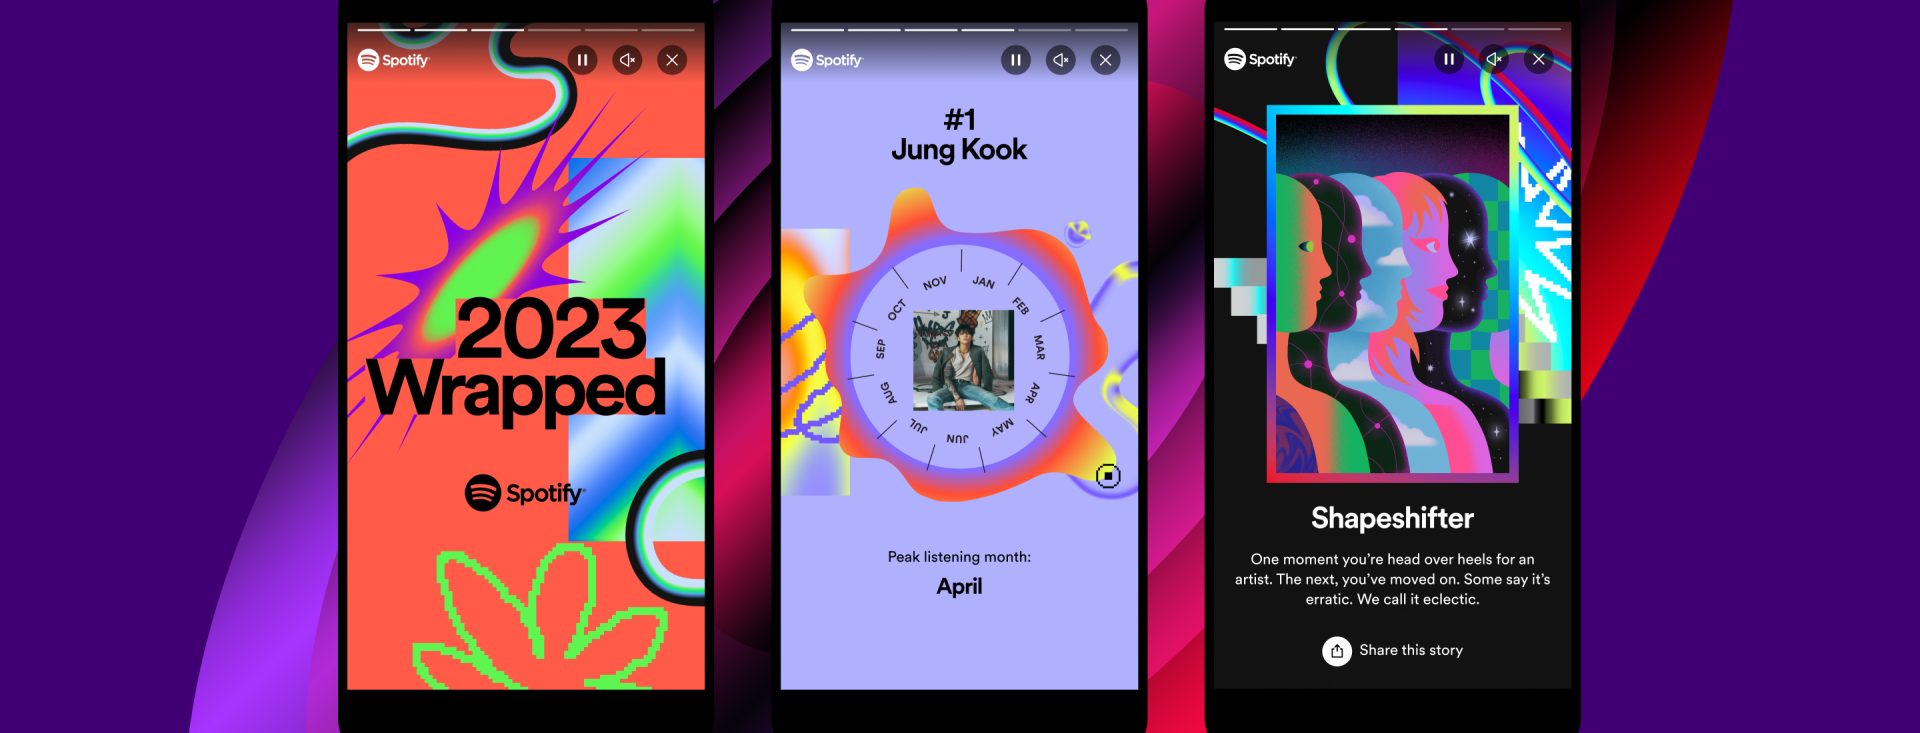 Spotify
2023
Wrapped
Spotify
Spotify
#1
Jung Kook
JAN
FEB
MAR
APR
MAY
JUN
JUL
AUG
SEP
OCT
NOV
Peak listening month:
April
Spotify
Shapeshifter
One moment you’re head over heels for an
artist. The next, you’ve moved on. Some say it’s
erratic. We call it eclectic.
Share this story